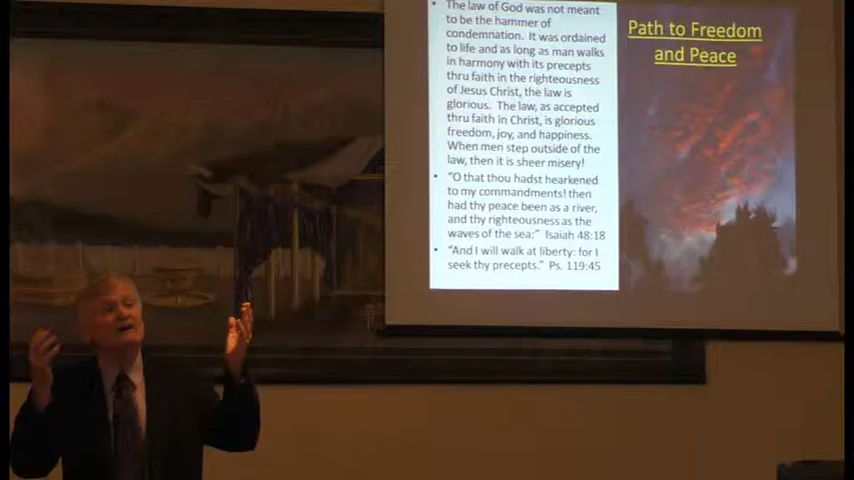 • The law of God was not meant
to be the hammer of
condemnation. It was ordained
to life and as long as man walks
in harmony with its precepts
thru faith in the righteousness
of Jesus Christ, the law is
glorious. The law, as accepted
thru faith in Christ, is glorious
freedom, joy, and happiness.
When men step outside of the
law, then it is sheer misery!
• “O that thou hadst hearkened
to my commandments! then
had thy peace been as a river,
and thy righteousness as the
waves of the sea:” Isaiah 48:18
• “And I will walk at liberty: for I
seek thy precepts.” Ps. 119:45
Path to Freedom
and Peace